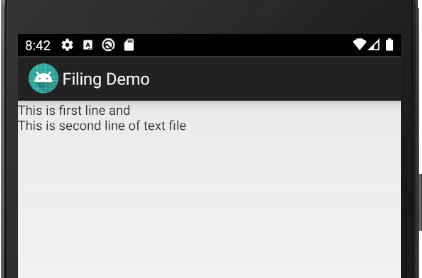 8:42
Filing Demo
This is first line and
This is second line of text file